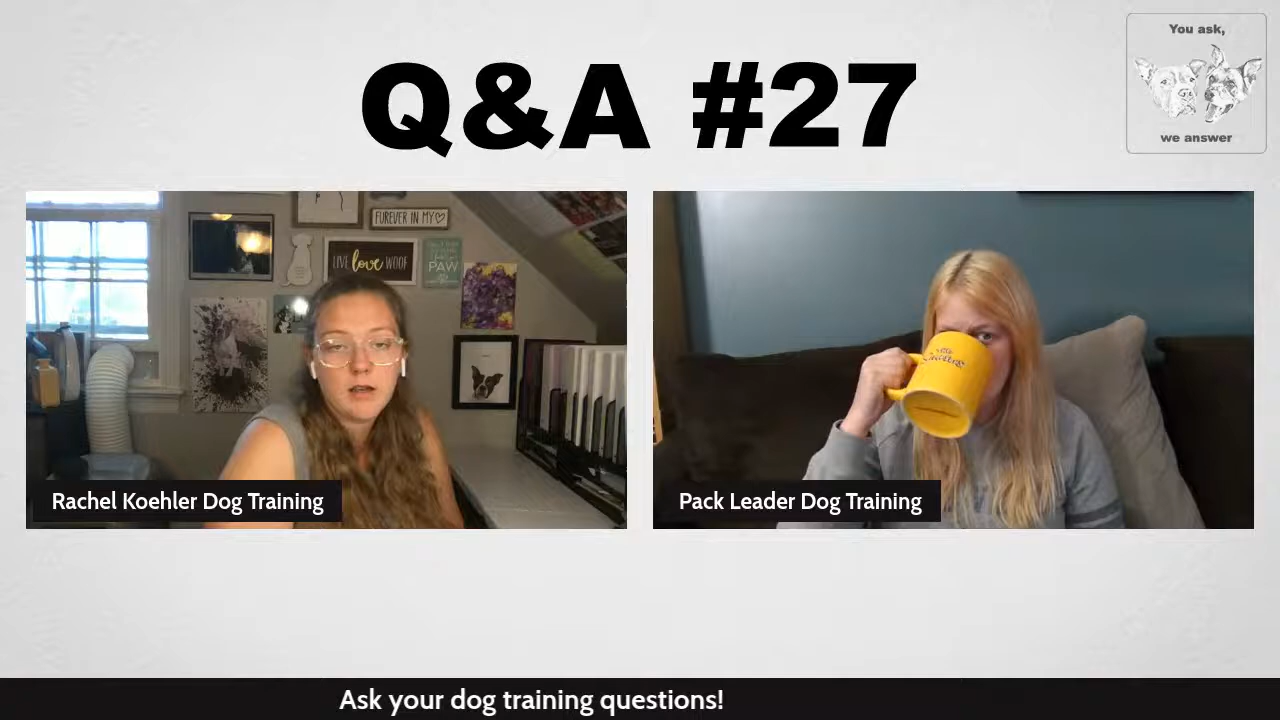 Q&A #27
You ask,
we answer
FUREVER IN MY
LIVE love WOOF
PAW
Rachel Koehler Dog Training
Pack Leader Dog Training
Ask your dog training questions!